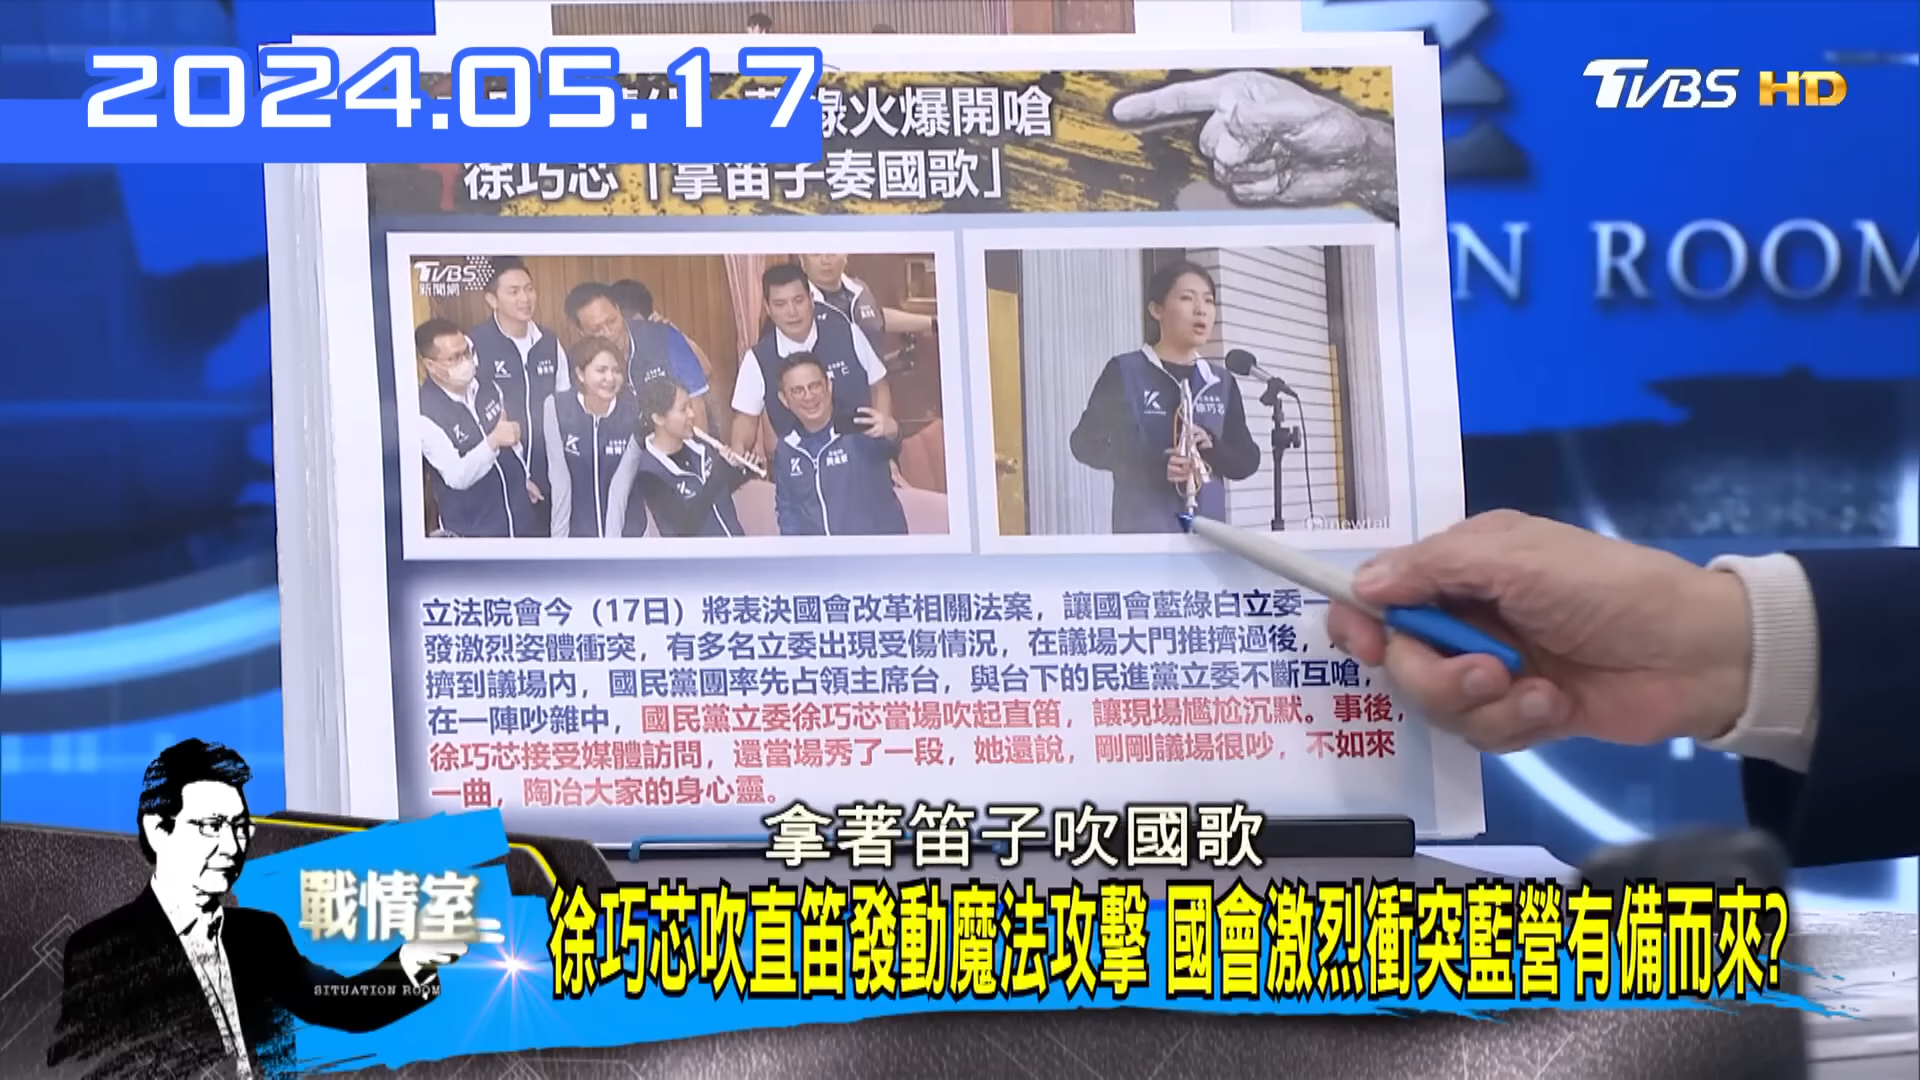 2024.05.17
TVBS HD
火爆開嗆
徐巧芯「拿笛子奏國歌」
N ROOM
TVBS
新聞網
立法院會今（17日）將表決國會改革相關法案，讓國會藍綠白立委一
發激烈姿體衝突，有多名立委出現受傷情況，在議場大門推擠過後，
擠到議場內，國民黨團率先占領主席台，與台下的民進黨立委不斷互嗆，
在一陣吵雜中，國民黨立委徐巧芯當場吹起直笛，讓現場尷尬沉默。事後，
徐巧芯接受媒體訪問，還當場秀了一段，她還說，剛剛議場很吵，不如來
一曲，陶冶大家的身心靈。
拿著笛子吹國歌
戰情室
SITUATION ROOM
徐巧芯吹直笛發動魔法攻擊 國會激烈衝突藍營有備而來?